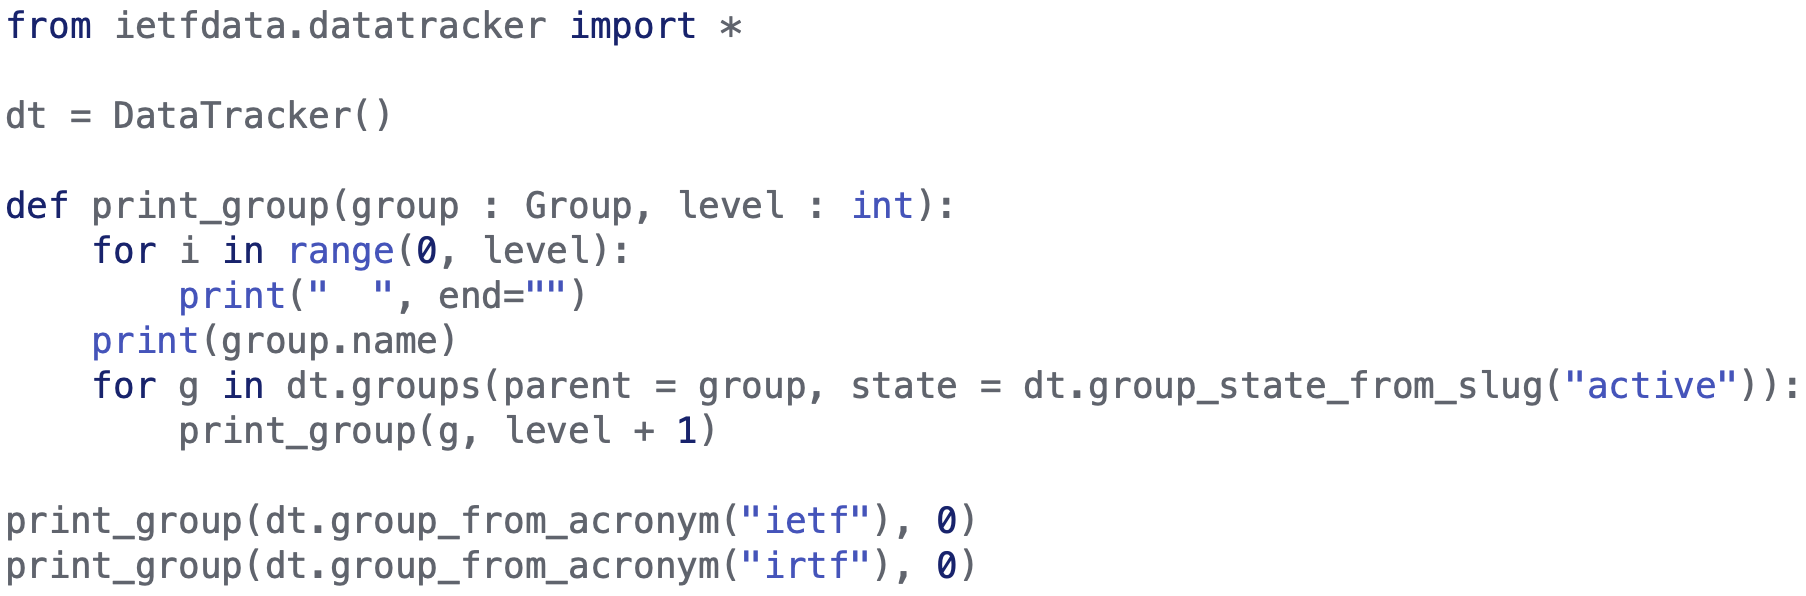 from ietfdata.datatracker import *

dt = DataTracker()

def print_group(group : Group, level : int):
    for i in range(0, level):
        print("  ", end="")
    print(group.name)
    for g in dt.groups(parent = group, state = dt.group_state_from_slug("active")):
        print_group(g, level + 1)

print_group(dt.group_from_acronym("ietf"), 0)
print_group(dt.group_from_acronym("irtf"), 0)